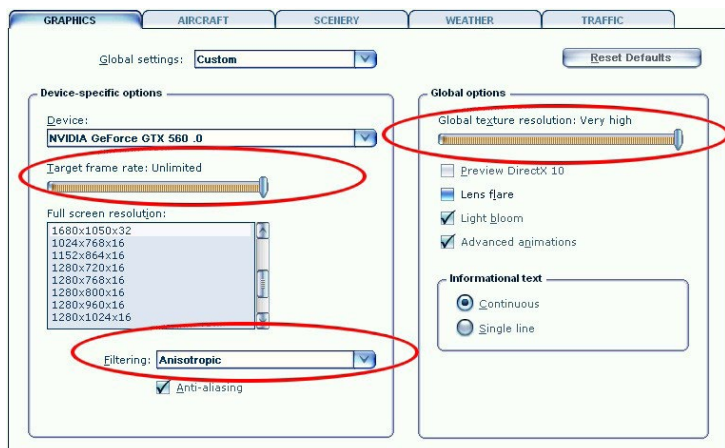 GRAPHICS AIRCRAFT SCENERY WEATHER TRAFFIC
Global settings: Custom
Reset Defaults
Device-specific options
Device:
NVIDIA GeForce GTX 560 .0
Target frame rate: Unlimited
Full screen resolution:
1680x1050x32
1024x768x16
1152x864x16
1280x720x16
1280x768x16
1280x800x16
1280x960x16
1280x1024x16
Filtering: Anisotropic
Anti-aliasing
Global options
Global texture resolution: Very high
Preview DirectX 10
Lens flare
Light bloom
Advanced animations
Informational text
Continuous
Single line